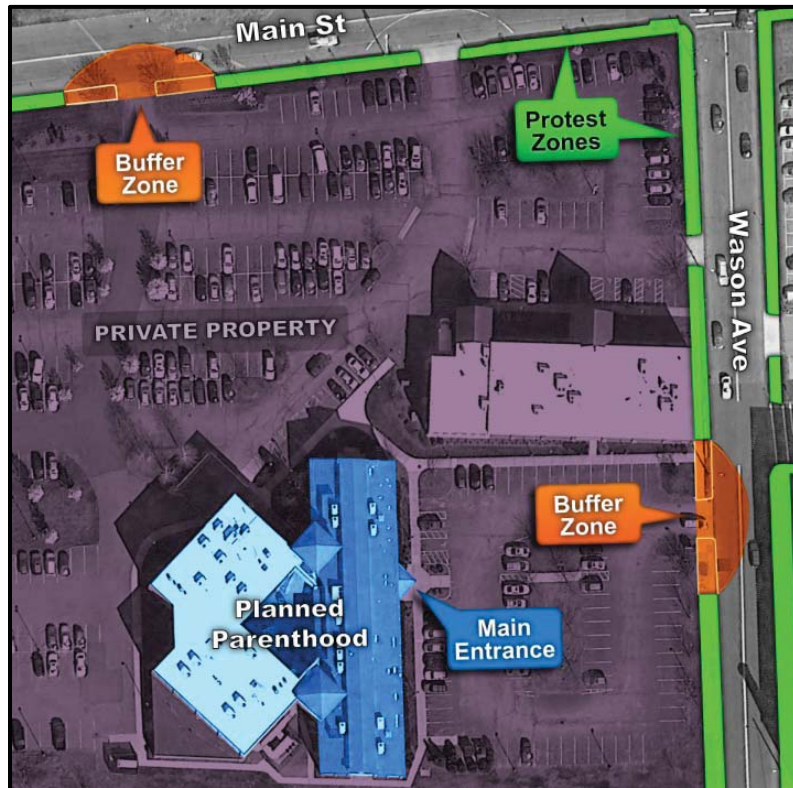 Main St
Buffer
Zone
Protest
Zones
PRIVATE PROPERTY
Wason Ave
Buffer
Zone
Planned
Parenthood
Main
Entrance